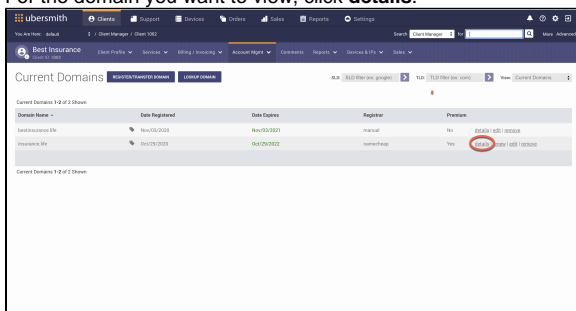 For the domain you want to view, click details.
ubersmith Clients Support Devices Orders Sales Reports Settings
You Are Here: default / Client Manager / Client 1002 Search Client Manager for More Advanced
Best Insurance Client Profile Services Billing / Invoicing Account Mgmt Comments Reports Devices & IPs Sales
Client ID: 1002
Current Domains REGISTER/TRANSFER DOMAIN LOOKUP DOMAIN SLD: SLD filter (ex: google) TLD: TLD filter (ex: com) View: Current Domains
Current Domains 1-2 of 2 Shown
Domain Name Date Registered Date Expires Registrar Premium
bestinsurance.life Nov/03/2020 Nov/03/2021 manual No details | edit | remove
insurance.life Oct/29/2020 Oct/29/2022 namecheap Yes details | renew | edit | remove
Current Domains 1-2 of 2 Shown